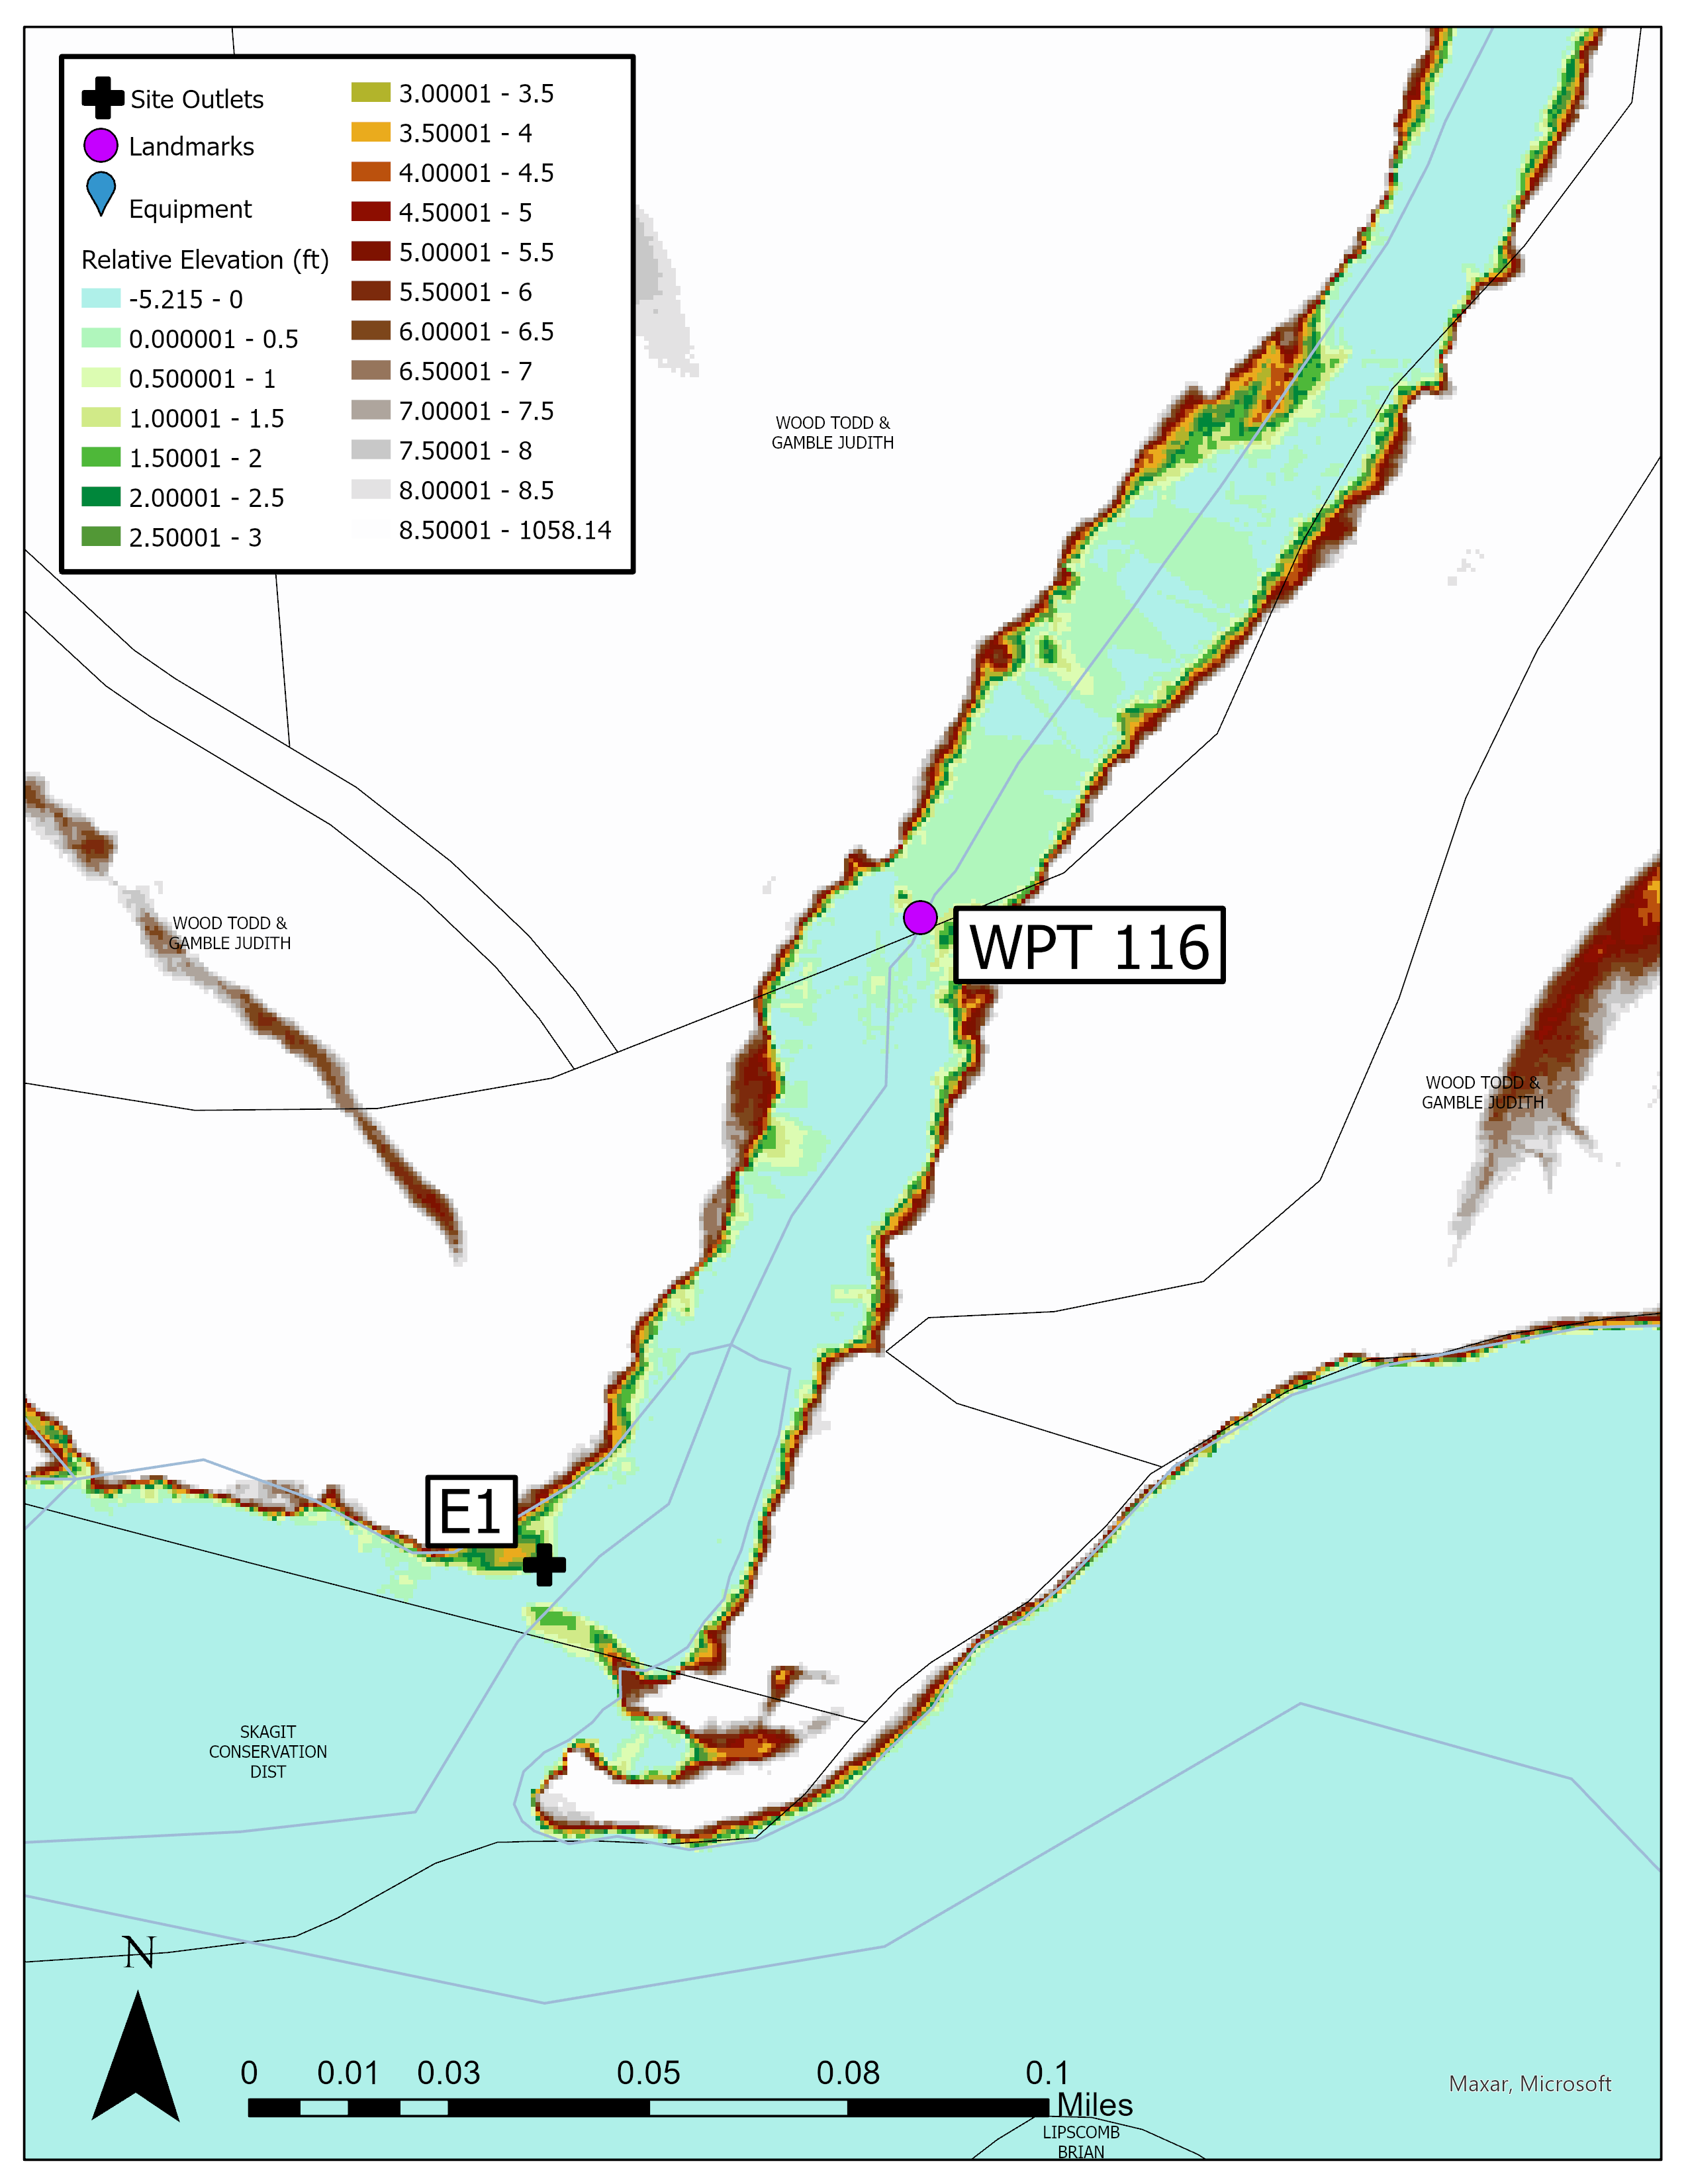 Site Outlets
Landmarks
Equipment
Relative Elevation (ft)
-5.215 - 0
0.000001 - 0.5
0.500001 - 1
1.00001 - 1.5
1.50001 - 2
2.00001 - 2.5
2.50001 - 3
3.00001 - 3.5
3.50001 - 4
4.00001 - 4.5
4.50001 - 5
5.00001 - 5.5
5.50001 - 6
6.00001 - 6.5
6.50001 - 7
7.00001 - 7.5
7.50001 - 8
8.00001 - 8.5
8.50001 - 1058.14
WOOD TODD &
GAMBLE JUDITH
WOOD TODD &
GAMBLE JUDITH
WPT 116
WOOD TODD &
GAMBLE JUDITH
E1
SKAGIT
CONSERVATION
DIST
N
0 0.01 0.03 0.05 0.08 0.1
Miles
Maxar, Microsoft
LIPSCOMB
BRIAN